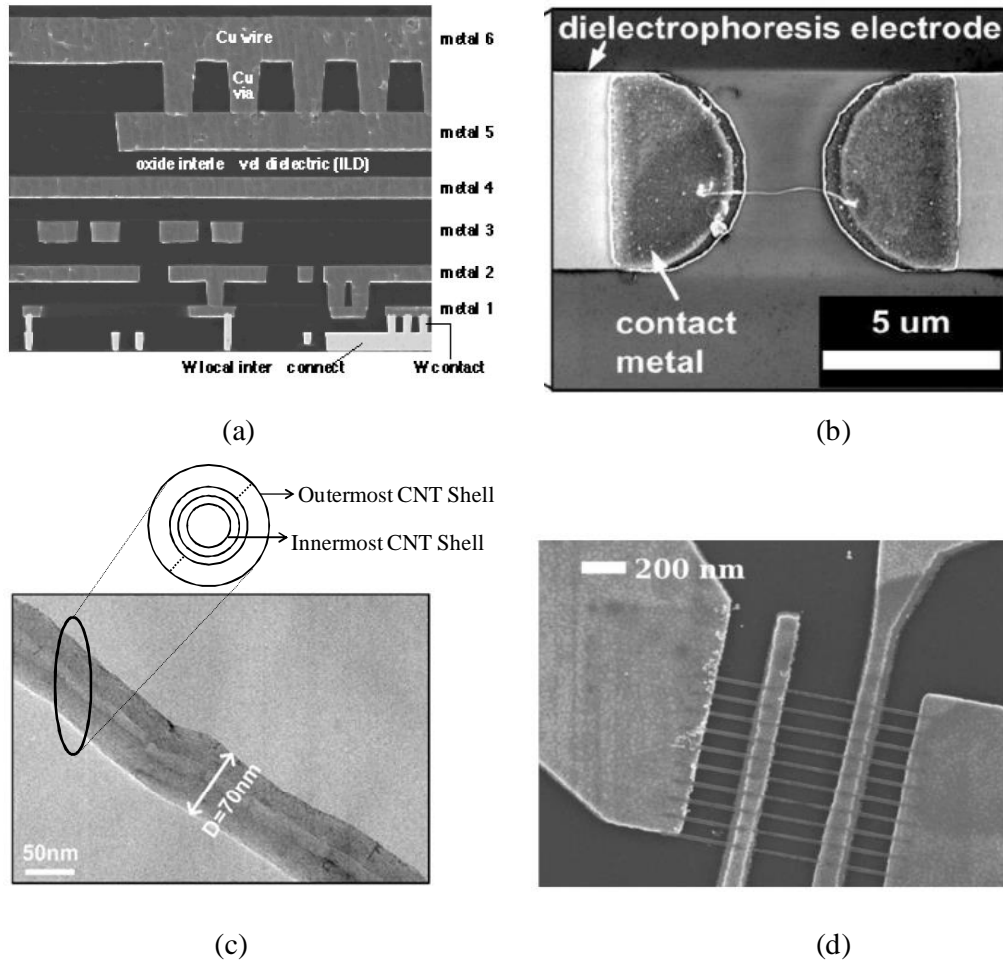 Cu wire
metal 6
Cu
via
metal 5
oxide interle vel dielectric (ILD)
metal 4
metal 3
metal 2
metal 1
W local inter connect
W contact
(a)
dielectrophoresis electrode
contact
metal
5 um
(b)
Outermost CNT Shell
Innermost CNT Shell
D=70nm
50nm
(c)
200 nm
(d)